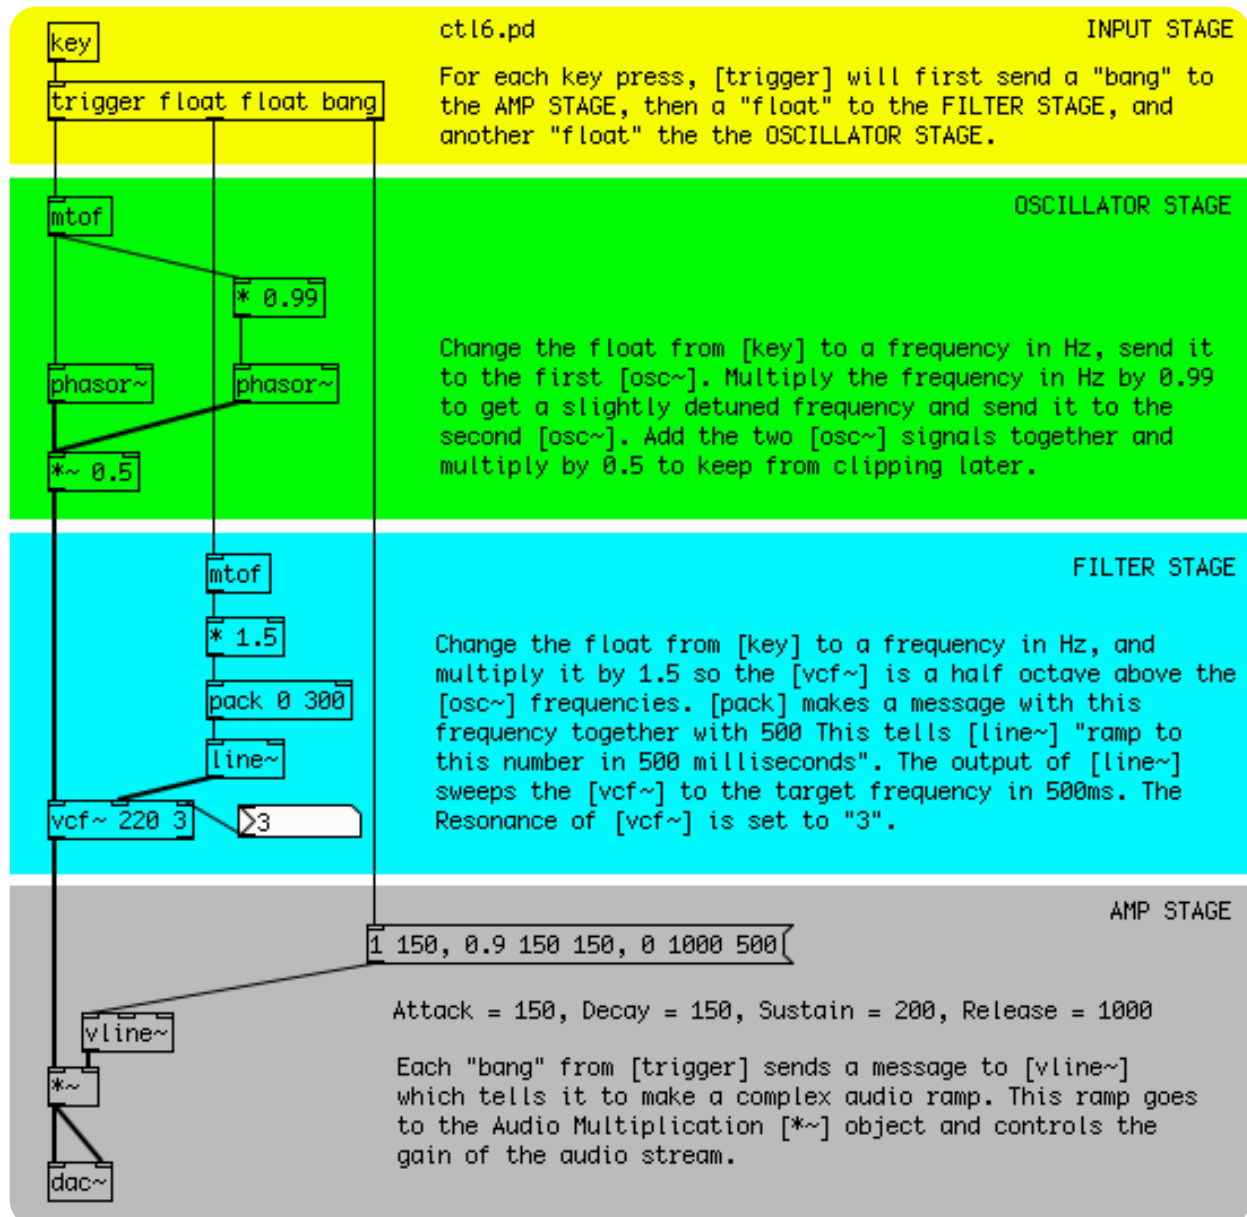 key
ctl6.pd
INPUT STAGE
trigger float float bang
For each key press, [trigger] will first send a "bang" to
the AMP STAGE, then a "float" to the FILTER STAGE, and
another "float" the the OSCILLATOR STAGE.
mtof
OSCILLATOR STAGE
* 0.99
phasor~
phasor~
*~ 0.5
Change the float from [key] to a frequency in Hz, send it
to the first [osc~]. Multiply the frequency in Hz by 0.99
to get a slightly detuned frequency and send it to the
second [osc~]. Add the two [osc~] signals together and
multiply by 0.5 to keep from clipping later.
mtof
FILTER STAGE
* 1.5
pack 0 300
line~
vcf~ 220 3
3
Change the float from [key] to a frequency in Hz, and
multiply it by 1.5 so the [vcf~] is a half octave above the
[osc~] frequencies. [pack] makes a message with this
frequency together with 500 This tells [line~] "ramp to
this number in 500 milliseconds". The output of [line~]
sweeps the [vcf~] to the target frequency in 500ms. The
Resonance of [vcf~] is set to "3".
AMP STAGE
1 150, 0.9 150 150, 0 1000 500
Attack = 150, Decay = 150, Sustain = 200, Release = 1000
vline~
*~
dac~
Each "bang" from [trigger] sends a message to [vline~]
which tells it to make a complex audio ramp. This ramp goes
to the Audio Multiplication [*~] object and controls the
gain of the audio stream.